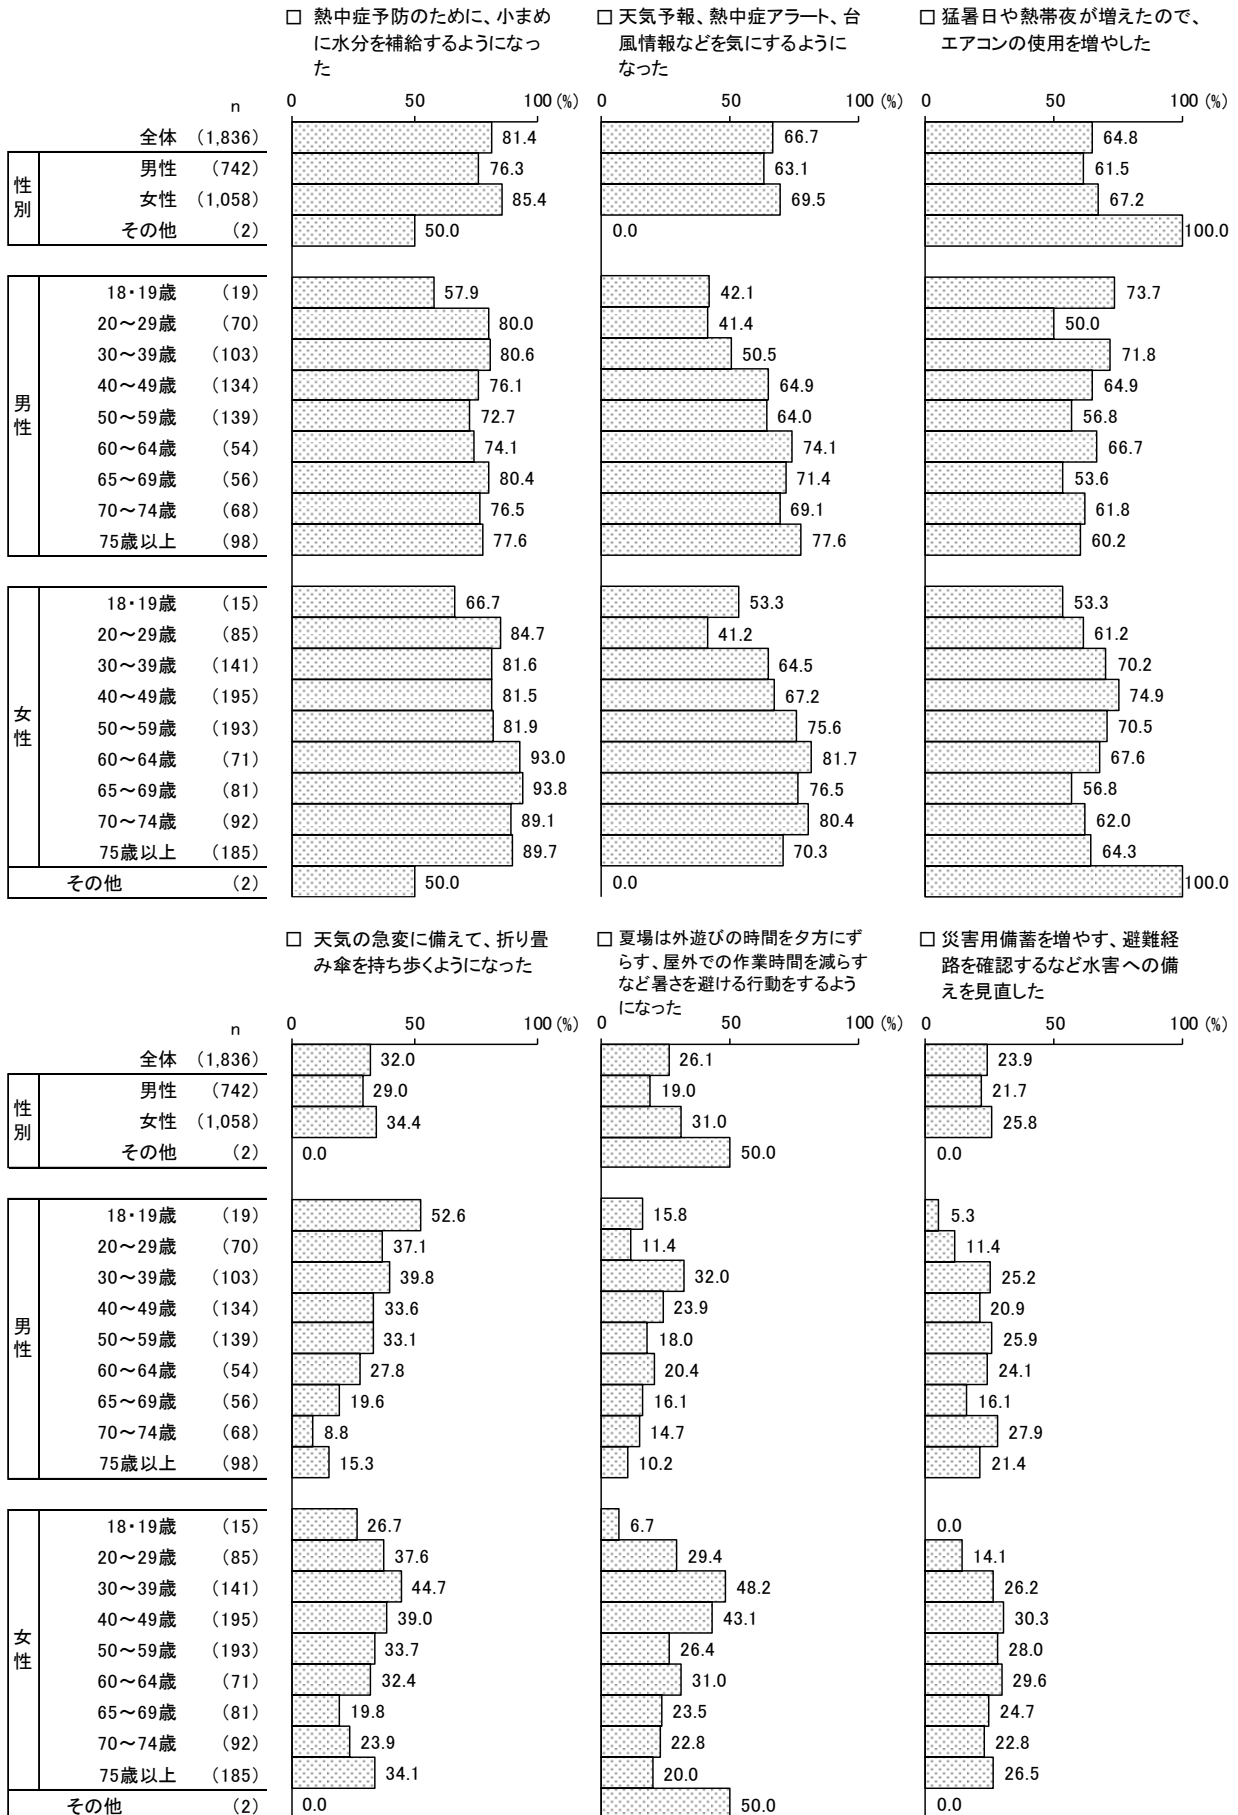 □ 熱中症予防のために、小まめ
に水分を補給するようになっ
た
□ 天気予報、熱中症アラート、台
風情報などを気にするように
なった
□ 猛暑日や熱帯夜が増えたので、
エアコンの使用を増やした
n 0 50 100 (%) 0 50 100 (%) 0 50 100 (%)
全体 (1,836) 81.4 66.7 64.8
性別
男性 (742) 76.3 63.1 61.5
女性 (1,058) 85.4 69.5 67.2
その他 (2) 50.0 0.0 100.0
男性
18・19歳 (19) 57.9 42.1 73.7
20～29歳 (70) 80.0 41.4 50.0
30～39歳 (103) 80.6 50.5 71.8
40～49歳 (134) 76.1 64.9 64.9
50～59歳 (139) 72.7 64.0 56.8
60～64歳 (54) 74.1 74.1 66.7
65～69歳 (56) 80.4 71.4 53.6
70～74歳 (68) 76.5 69.1 61.8
75歳以上 (98) 77.6 77.6 60.2
女性
18・19歳 (15) 66.7 53.3 53.3
20～29歳 (85) 84.7 41.2 61.2
30～39歳 (141) 81.6 64.5 70.2
40～49歳 (195) 81.5 67.2 74.9
50～59歳 (193) 81.9 75.6 70.5
60～64歳 (71) 93.0 81.7 67.6
65～69歳 (81) 93.8 76.5 56.8
70～74歳 (92) 89.1 80.4 62.0
75歳以上 (185) 89.7 70.3 64.3
その他 (2) 50.0 0.0 100.0
□ 天気の急変に備えて、折り畳
み傘を持ち歩くようになった
□ 夏場は外遊びの時間を夕方にず
らす、屋外での作業時間を減らす
など暑さを避ける行動をするよう
になった
□ 災害用備蓄を増やす、避難経
路を確認するなど水害への備
えを見直した
n 0 50 100 (%) 0 50 100 (%) 0 50 100 (%)
全体 (1,836) 32.0 26.1 23.9
性別
男性 (742) 29.0 19.0 21.7
女性 (1,058) 34.4 31.0 25.8
その他 (2) 0.0 50.0 0.0
男性
18・19歳 (19) 52.6 15.8 5.3
20～29歳 (70) 37.1 11.4 11.4
30～39歳 (103) 39.8 32.0 25.2
40～49歳 (134) 33.6 23.9 20.9
50～59歳 (139) 33.1 18.0 25.9
60～64歳 (54) 27.8 20.4 24.1
65～69歳 (56) 19.6 16.1 16.1
70～74歳 (68) 8.8 14.7 27.9
75歳以上 (98) 15.3 10.2 21.4
女性
18・19歳 (15) 26.7 6.7 0.0
20～29歳 (85) 37.6 29.4 14.1
30～39歳 (141) 44.7 48.2 26.2
40～49歳 (195) 39.0 43.1 30.3
50～59歳 (193) 33.7 26.4 28.0
60～64歳 (71) 32.4 31.0 29.6
65～69歳 (81) 19.8 23.5 24.7
70～74歳 (92) 23.9 22.8 22.8
75歳以上 (185) 34.1 20.0 26.5
その他 (2) 0.0 50.0 0.0